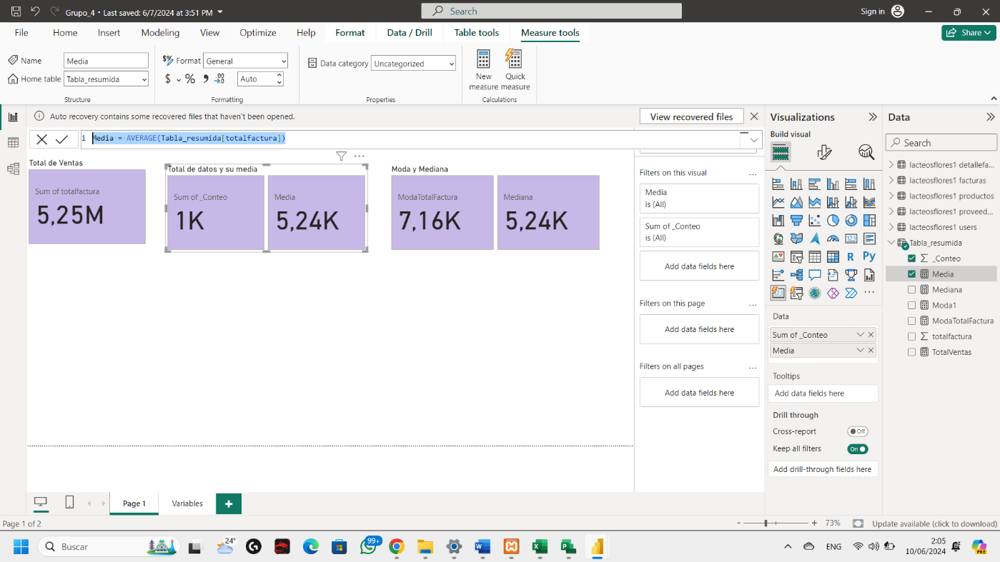 Grupo_4 • Last saved: 6/7/2024 at 3:51 PM
Search
Sign in
File
Home
Insert
Modeling
View
Optimize
Help
Format
Data / Drill
Table tools
Measure tools
Share
Name
Media
Home table
Tabla_resumida
Structure
Format
General
$
%
Auto
Formatting
Data category
Uncategorized
Properties
New measure
Quick measure
Calculations
Auto recovery contains some recovered files that haven't been opened.
View recovered files
1 Media = AVERAGE(Tabla_resumida[totalfactura])
Total de Ventas
Sum of totalfactura
5,25M
Total de datos y su media
Sum of _Conteo
1K
Media
5,24K
Moda y Mediana
ModaTotalFactura
7,16K
Mediana
5,24K
Filters on this visual
...
Media
is (All)
Sum of _Conteo
is (All)
Add data fields here
Filters on this page
...
Add data fields here
Filters on all pages
...
Add data fields here
Visualizations
Build visual
123
R
Py
123
...
Data
Sum of _Conteo
Media
Tooltips
Add data fields here
Drill through
Cross-report
Off
Keep all filters
On
Add drill-through fields here
Data
Search
lacteosflores1 detallefa...
lacteosflores1 facturas
lacteosflores1 productos
lacteosflores1 proveed...
lacteosflores1 users
Tabla_resumida
_Conteo
Media
Mediana
Moda1
ModaTotalFactura
totalfactura
TotalVentas
Page 1
Variables
+
Page 1 of 2
- + 73%
Update available (click to download)
Buscar
24°
99+
ENG
2:05
10/06/2024
PRE